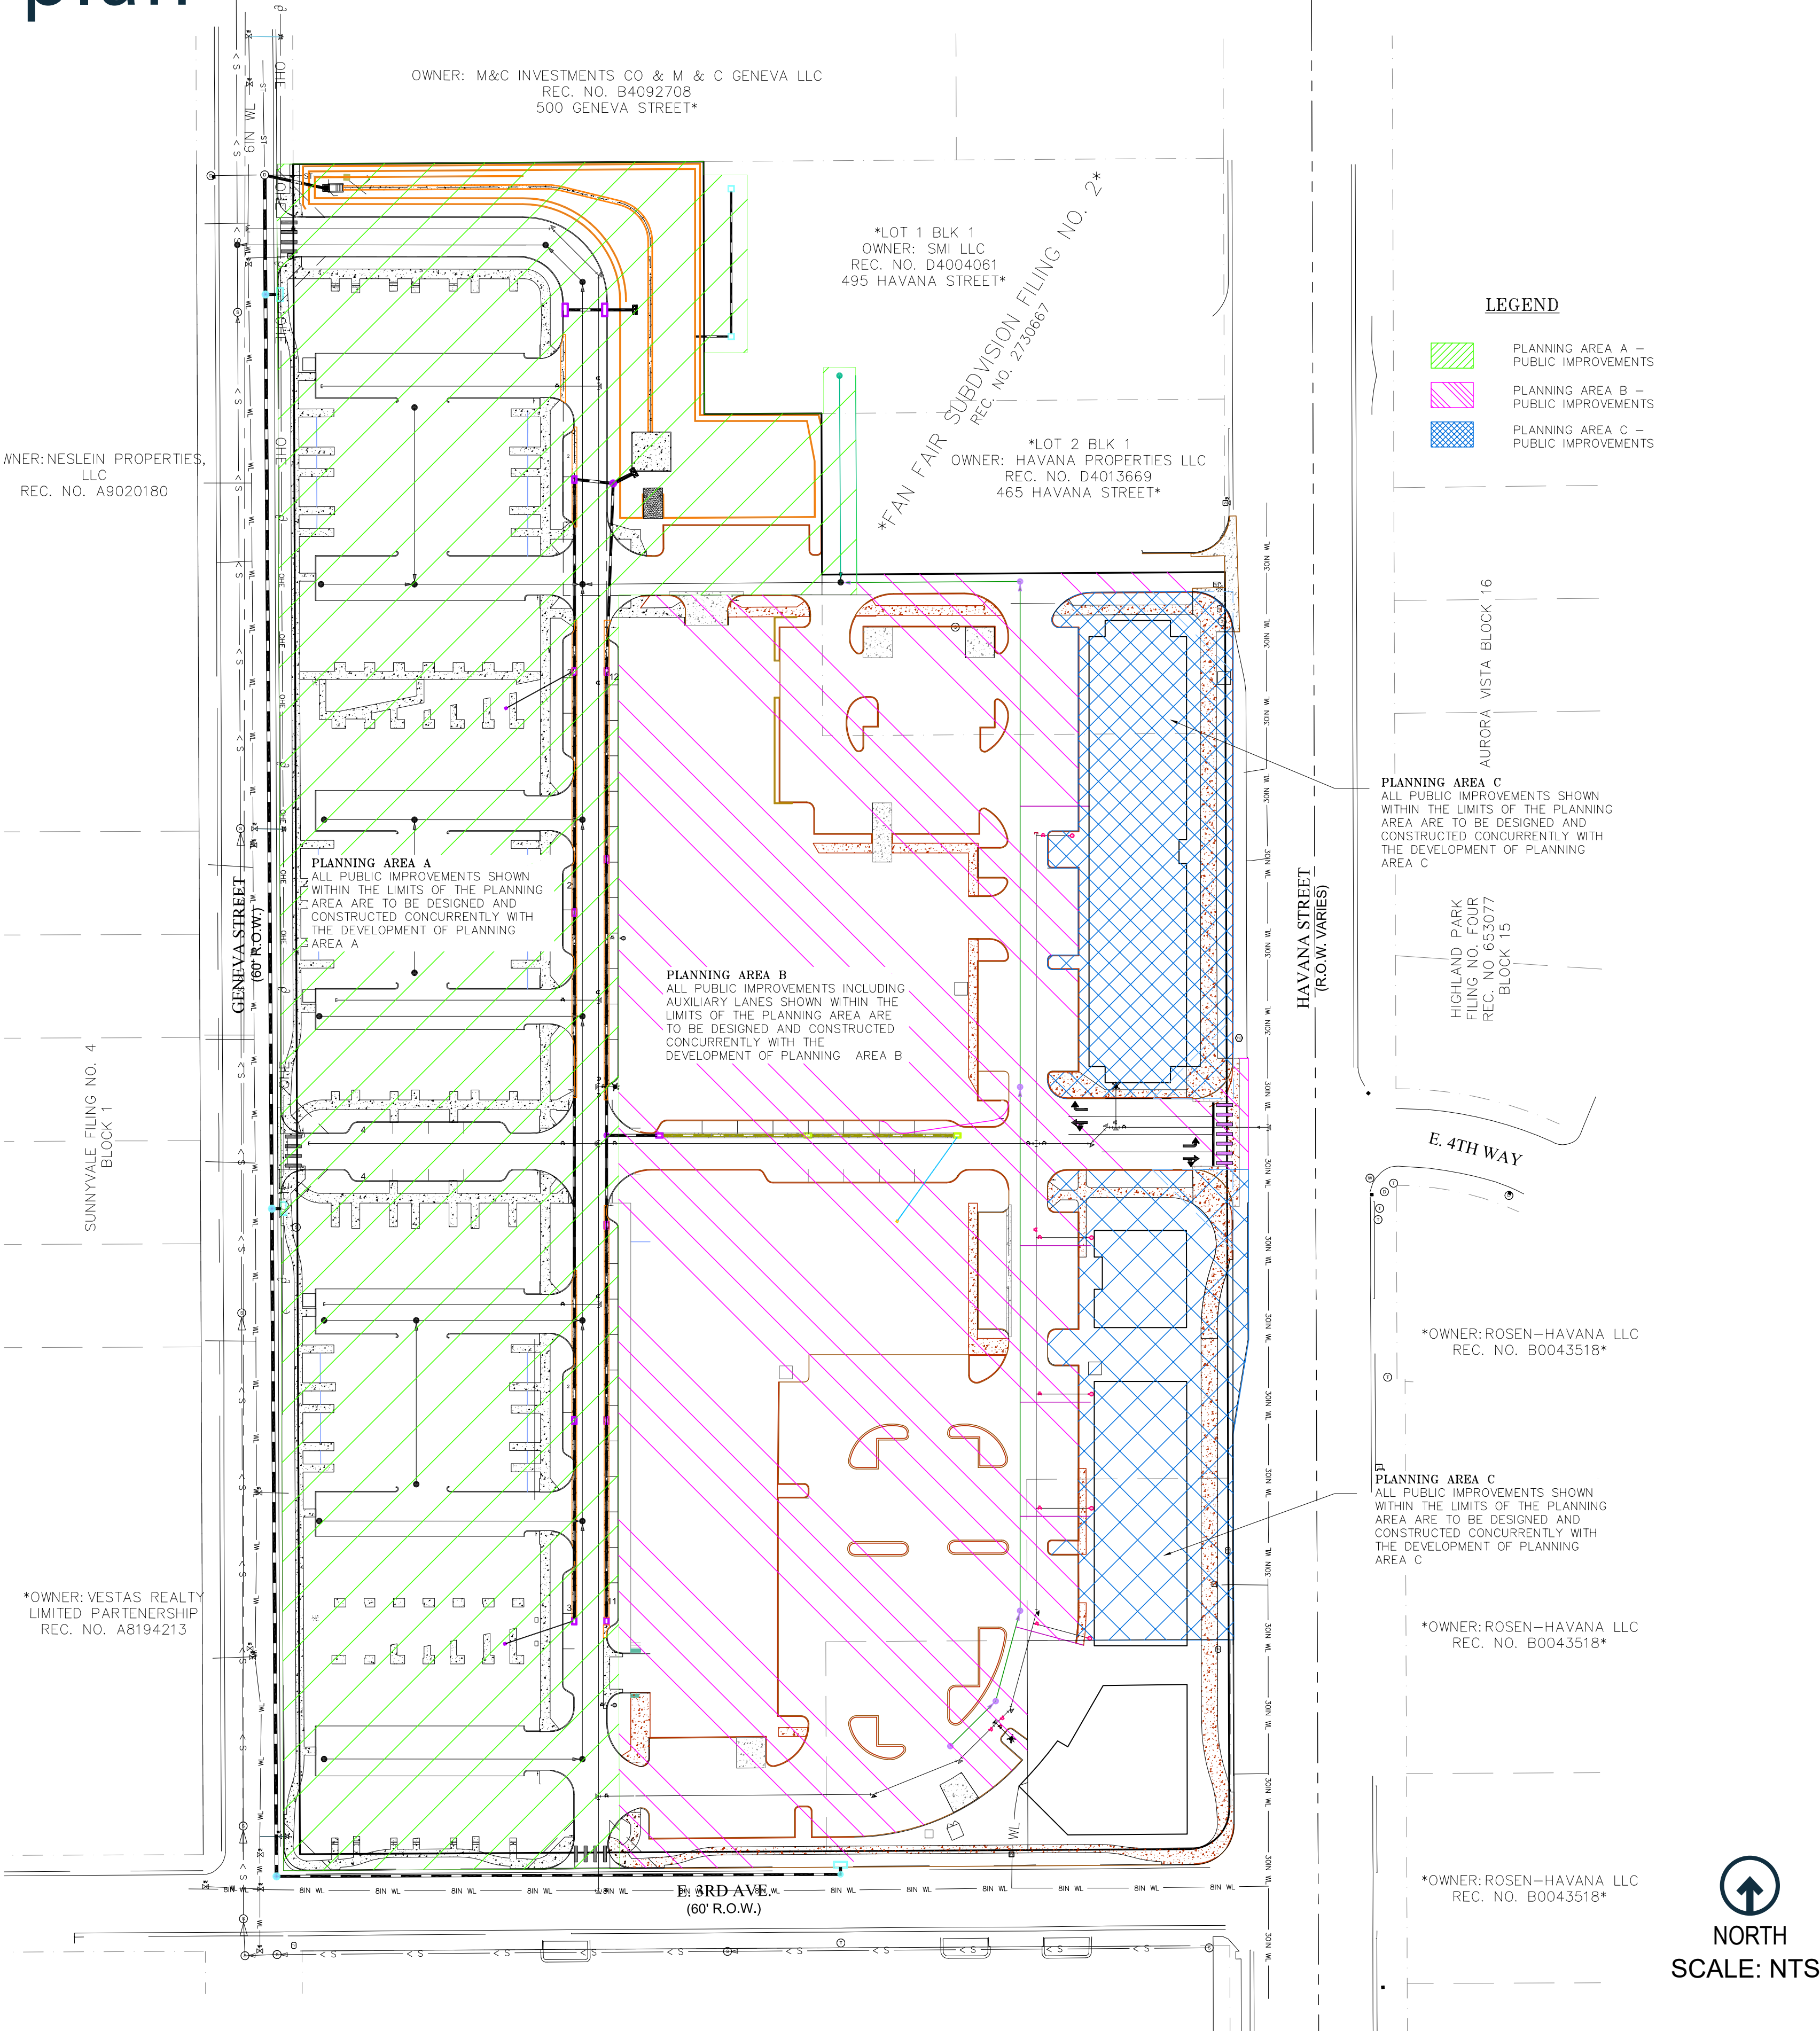 plan
OWNER: M&C INVESTMENTS CO & M & C GENEVA LLC
REC. NO. B4092708
500 GENEVA STREET*
6IN WL
OHE
*LOT 1 BLK 1
OWNER: SMI LLC
REC. NO. D4004061
495 HAVANA STREET*
*FAN FAIR SUBDVISION FILING NO. 2*
REC. NO. 2730667
*LOT 2 BLK 1
OWNER: HAVANA PROPERTIES LLC
REC. NO. D4013669
465 HAVANA STREET*
LEGEND
PLANNING AREA A –
PUBLIC IMPROVEMENTS
PLANNING AREA B –
PUBLIC IMPROVEMENTS
PLANNING AREA C –
PUBLIC IMPROVEMENTS
WNER: NESLEIN PROPERTIES,
LLC
REC. NO. A9020180
AURORA VISTA BLOCK 16
PLANNING AREA C
ALL PUBLIC IMPROVEMENTS SHOWN
WITHIN THE LIMITS OF THE PLANNING
AREA ARE TO BE DESIGNED AND
CONSTRUCTED CONCURRENTLY WITH
THE DEVELOPMENT OF PLANNING
AREA C
PLANNING AREA A
ALL PUBLIC IMPROVEMENTS SHOWN
WITHIN THE LIMITS OF THE PLANNING
AREA ARE TO BE DESIGNED AND
CONSTRUCTED CONCURRENTLY WITH
THE DEVELOPMENT OF PLANNING
AREA A
GENEVA STREET
(60' R.O.W.)
HAVANA STREET
(R.O.W. VARIES)
HIGHLAND PARK
FILING NO. FOUR
REC. NO 653077
BLOCK 15
PLANNING AREA B
ALL PUBLIC IMPROVEMENTS INCLUDING
AUXILIARY LANES SHOWN WITHIN THE
LIMITS OF THE PLANNING AREA ARE
TO BE DESIGNED AND CONSTRUCTED
CONCURRENTLY WITH THE
DEVELOPMENT OF PLANNING AREA B
SUNNYVALE FILING NO. 4
BLOCK 1
E. 4TH WAY
*OWNER: ROSEN-HAVANA LLC
REC. NO. B0043518*
PLANNING AREA C
ALL PUBLIC IMPROVEMENTS SHOWN
WITHIN THE LIMITS OF THE PLANNING
AREA ARE TO BE DESIGNED AND
CONSTRUCTED CONCURRENTLY WITH
THE DEVELOPMENT OF PLANNING
AREA C
*OWNER: VESTAS REALTY
LIMITED PARTENERSHIP
REC. NO. A8194213
*OWNER: ROSEN-HAVANA LLC
REC. NO. B0043518*
WL
30IN WL
8IN WL
E. 3RD AVE
(60' R.O.W.)
*OWNER: ROSEN-HAVANA LLC
REC. NO. B0043518*
NORTH
SCALE: NTS